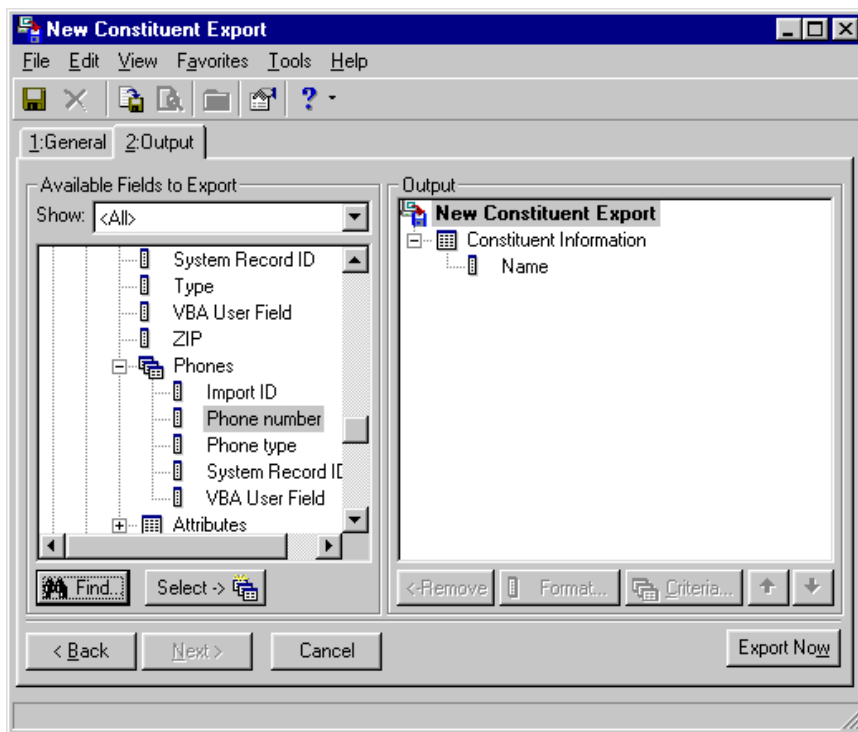 New Constituent Export
File Edit View Favorites Tools Help
?
1:General 2:Output
Available Fields to Export
Show: <All>
System Record ID
Type
VBA User Field
ZIP
Phones
Import ID
Phone number
Phone type
System Record ID
VBA User Field
Attributes
Find...
Select ->
Output
New Constituent Export
Constituent Information
Name
<-Remove Format... Criteria...
< Back Next > Cancel Export Now